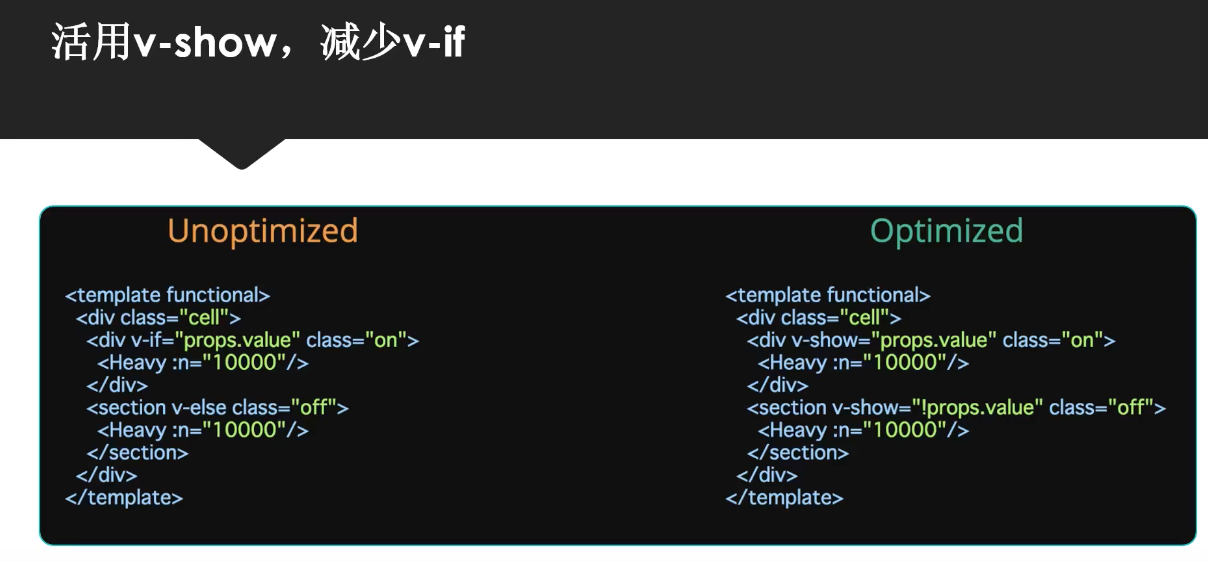 活用v-show，减少v-if
Unoptimized
<template functional>
<div class="cell">
<div v-if="props.value" class="on">
<Heavy :n="10000"/>
</div>
<section v-else class="off">
<Heavy :n="10000"/>
</section>
</div>
</template>
Optimized
<template functional>
<div class="cell">
<div v-show="props.value" class="on">
<Heavy :n="10000"/>
</div>
<section v-show="!props.value" class="off">
<Heavy :n="10000"/>
</section>
</div>
</template>